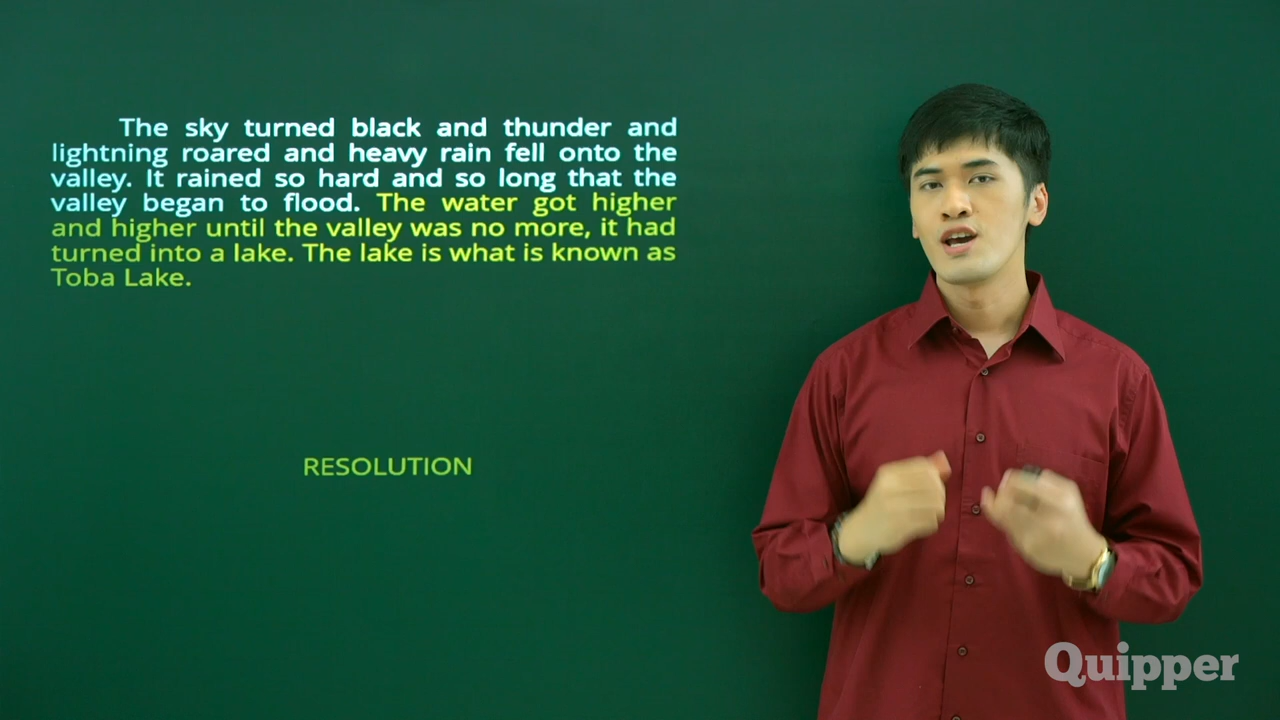 The sky turned black and thunder and
lightning roared and heavy rain fell onto the
valley. It rained so hard and so long that the
valley began to flood. The water got higher
and higher until the valley was no more, it had
turned into a lake. The lake is what is known as
Toba Lake.
RESOLUTION
Quipper